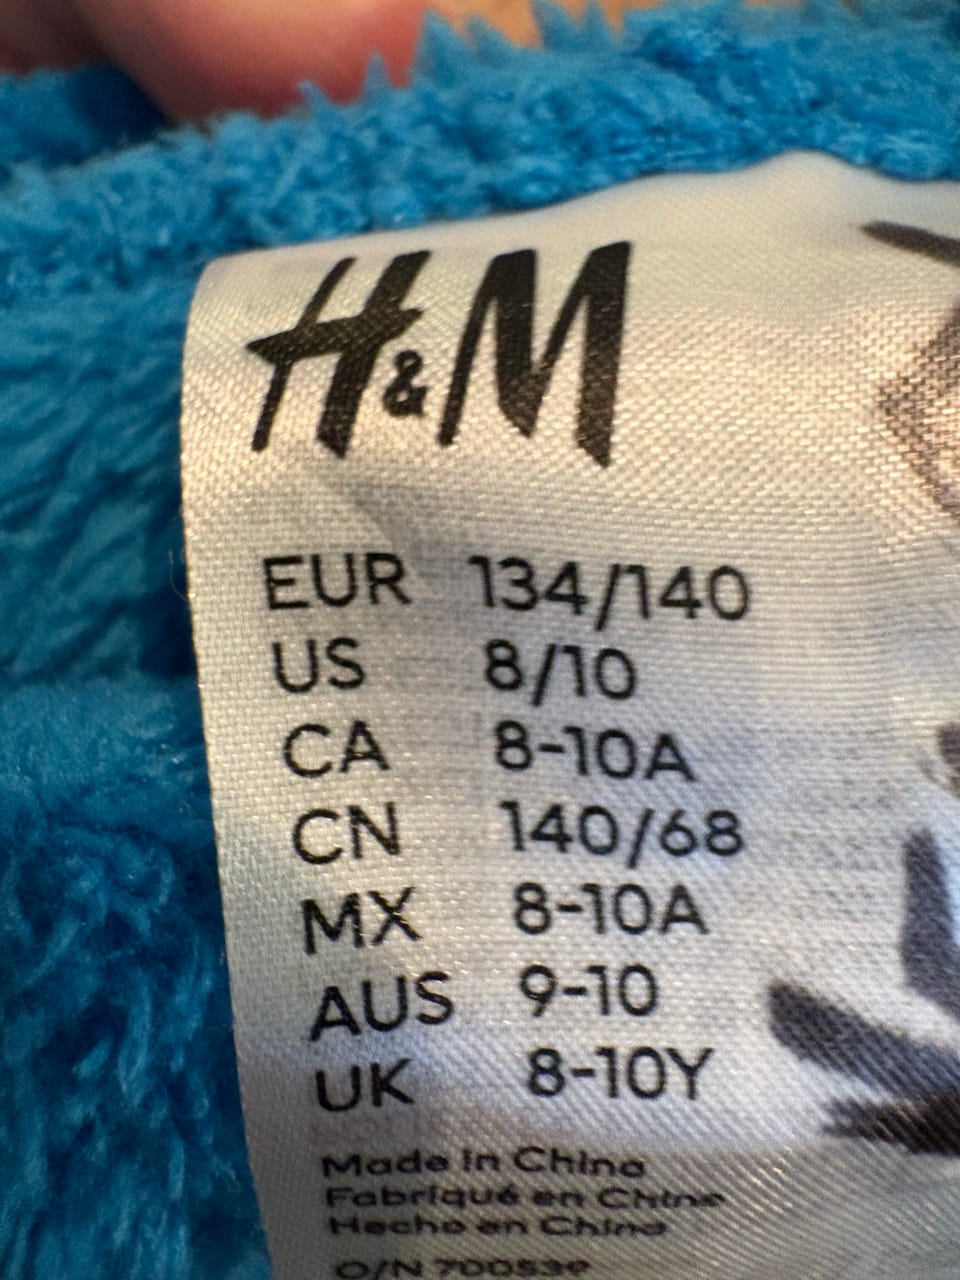 H&M
EUR 134/140
US 8/10
CA 8-10A
CN 140/68
MX 8-10A
AUS 9-10
UK 8-10Y
Made in China
Fabriqué en Chine
Hecho en China
O/N